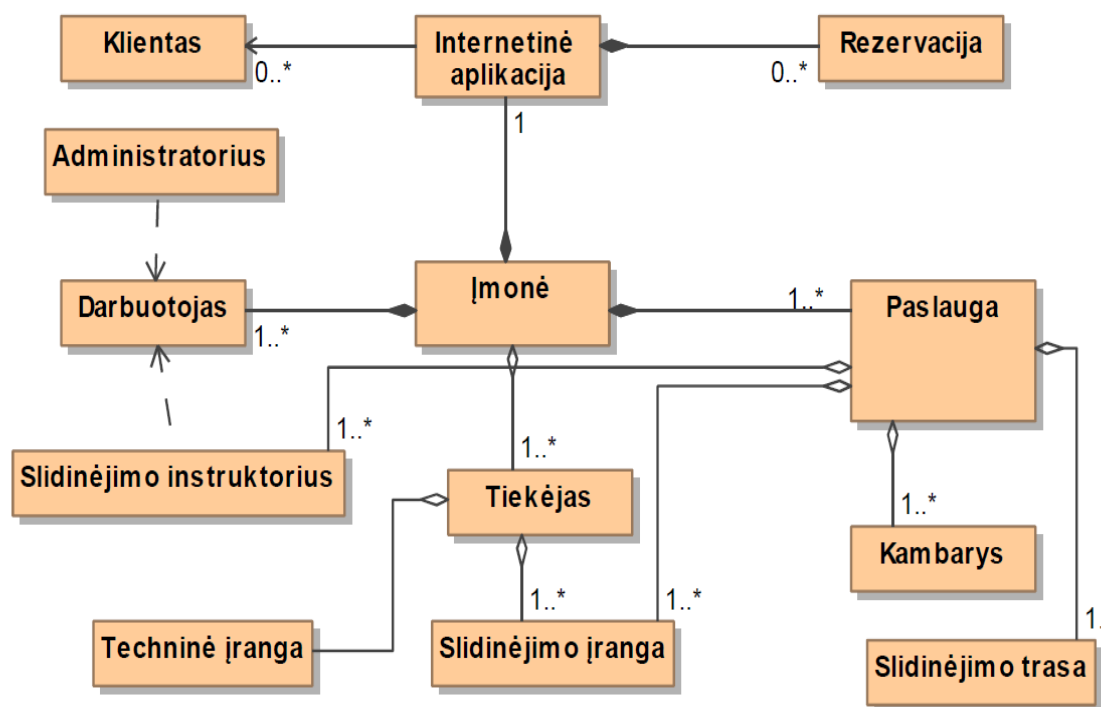 Klientas
Internetinė
aplikacija
Rezervacija
0..*
0..*
1
Administratorius
Darbuotojas
1..*
Įmonė
1..*
Paslauga
1..*
Slidinėjimo instruktorius
1..*
Tiekėjas
1..*
Kambarys
1..*
1..*
Techninė įranga
Slidinėjimo įranga
1.
Slidinėjimo trasa